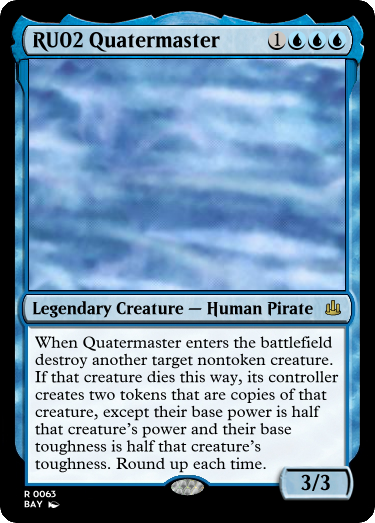 RU02 Quatermaster 1
Legendary Creature — Human Pirate
When Quatermaster enters the battlefield
destroy another target nontoken creature.
If that creature dies this way, its controller
creates two tokens that are copies of that
creature, except their base power is half
that creature's power and their base
toughness is half that creature's
toughness. Round up each time.
3/3
R 0063
BAY